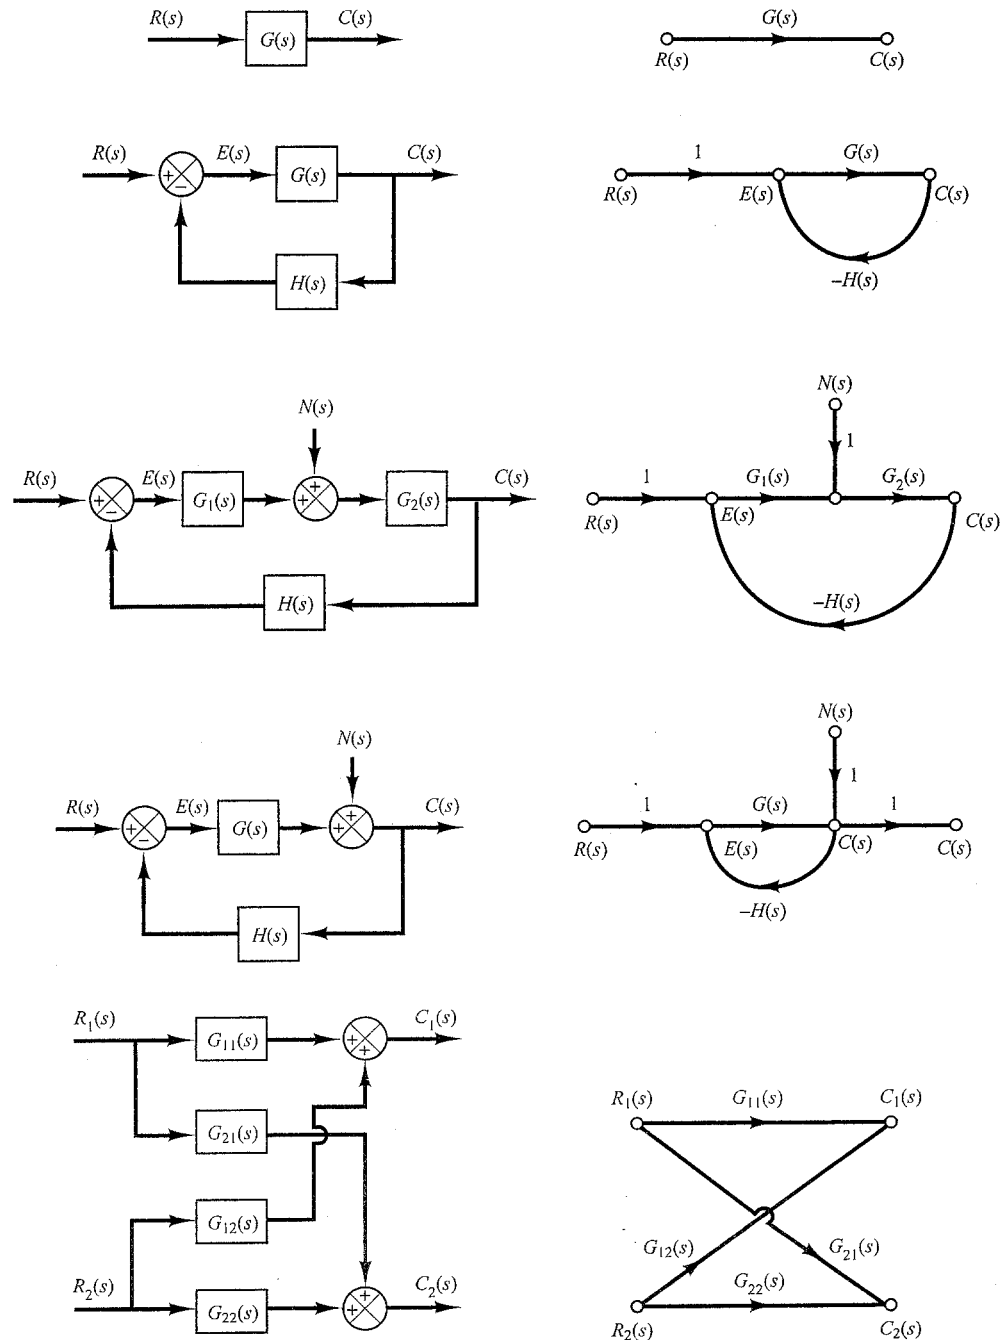 R(s) G(s) C(s)
G(s)
R(s) C(s)
R(s) + − E(s) G(s) C(s)
H(s)
1 G(s)
R(s) E(s) C(s)
−H(s)
N(s)
R(s) + − E(s) G₁(s) + + G₂(s) C(s)
H(s)
N(s)
1
1 G₁(s) G₂(s)
R(s) E(s) C(s)
−H(s)
N(s)
R(s) + − E(s) G(s) + + C(s)
H(s)
N(s)
1
1 G(s) 1
R(s) E(s) C(s) C(s)
−H(s)
R₁(s) G₁₁(s) + + C₁(s)
G₂₁(s)
G₁₂(s)
R₂(s) G₂₂(s) + + C₂(s)
R₁(s) G₁₁(s) C₁(s)
G₁₂(s) G₂₁(s)
G₂₂(s)
R₂(s) C₂(s)